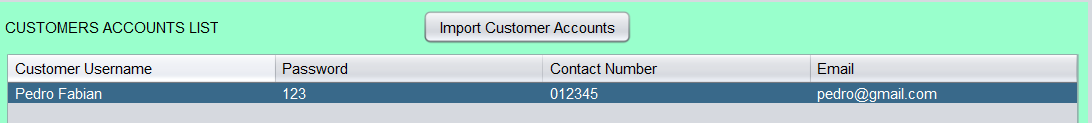 CUSTOMERS ACCOUNTS LIST Import Customer Accounts
Customer Username Password Contact Number Email
Pedro Fabian 123 012345 pedro@gmail.com